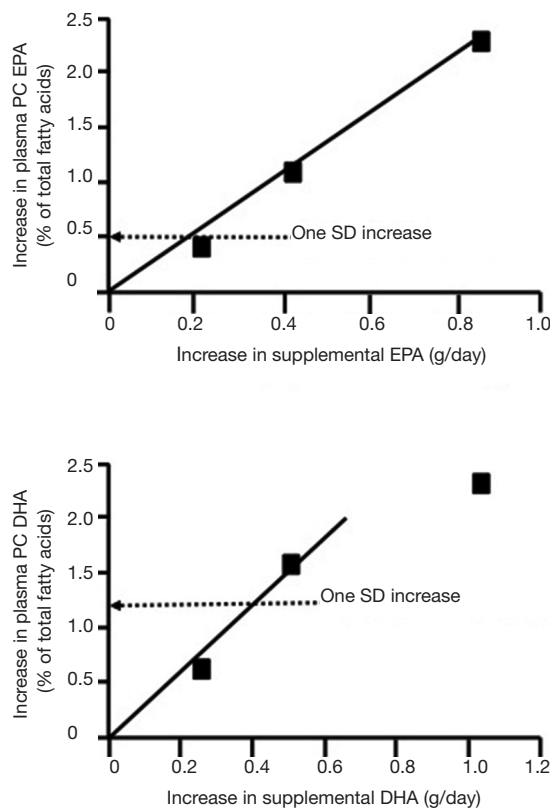 Increase in plasma PC EPA
(% of total fatty acids)
2.5
2.0
1.5
1.0
0.5
0
One SD increase
0 0.2 0.4 0.6 0.8 1.0
Increase in supplemental EPA (g/day)
Increase in plasma PC DHA
(% of total fatty acids)
2.5
2.0
1.5
1.0
0.5
0
One SD increase
0 0.2 0.4 0.6 0.8 1.0 1.2
Increase in supplemental DHA (g/day)